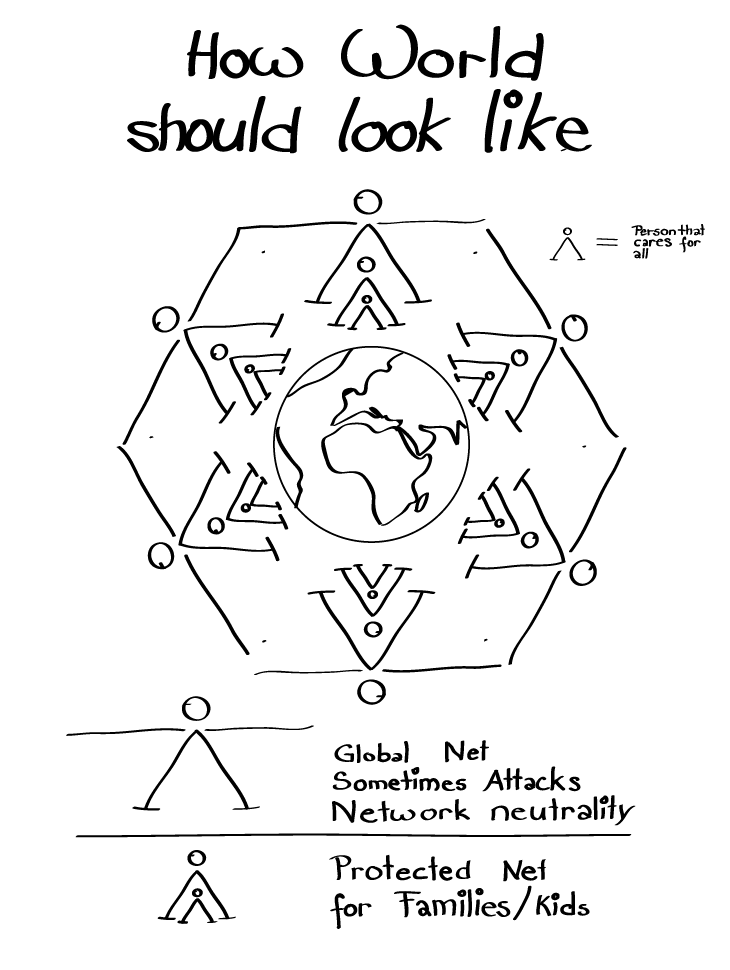 How World
should look like
= Person that
cares for
all
Global Net
Sometimes Attacks
Network neutrality
Protected Net
for Families/Kids